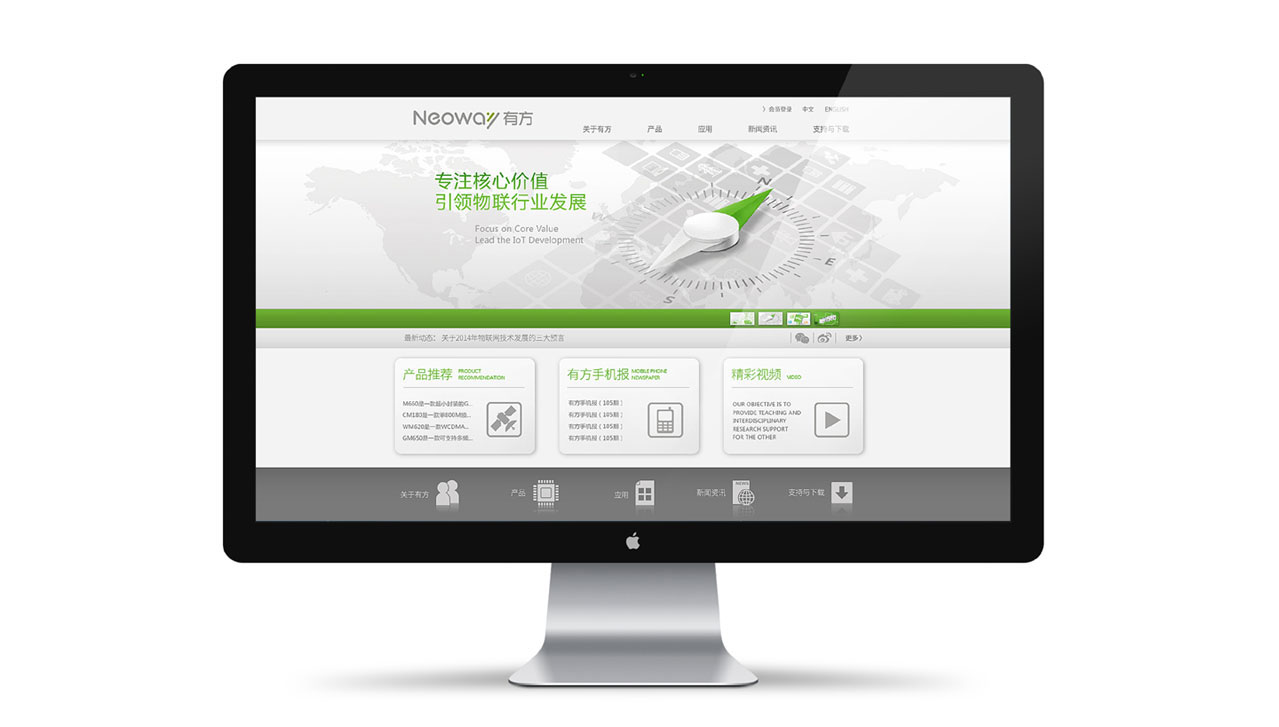 Neoway 有方
》会员登录 中文 ENGLISH
关于有方 产品 应用 新闻资讯 支持与下载
专注核心价值
引领物联行业发展
Focus on Core Value
Lead the IoT Development
N
W
E
S
最新动态: 关于2014年物联网技术发展的三大预言
更多》
产品推荐 PRODUCT RECOMMENDATION
M660是一款超小封装的G...
CM180是一款单800M插...
WM620是一款WCDMA...
GM650是一款可支持多频...
有方手机报 MOBILE PHONE NEWSPAPER
有方手机报(105期)
有方手机报(105期)
有方手机报(105期)
有方手机报(105期)
精彩视频 VIDEO
OUR OBJECTIVE IS TO
PROVIDE TEACHING AND
INTERDISCIPLINARY
RESEARCH SUPPORT
FOR THE OTHER
关于有方 产品 应用 新闻资讯 NEWS 支持与下载